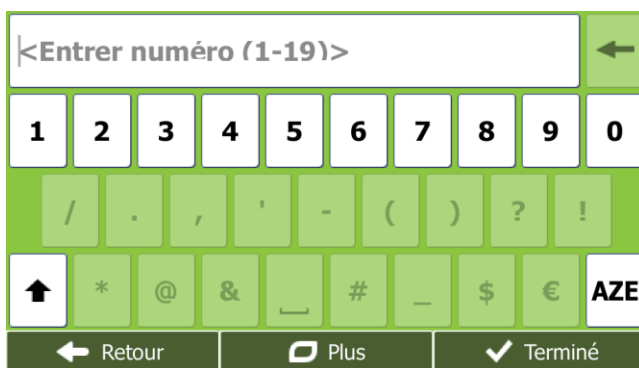 <Entrer numéro (1-19)>
1 2 3 4 5 6 7 8 9 0
/ . , ' - ( ) ? !
* @ & # _ $ € AZE
Retour Plus Terminé